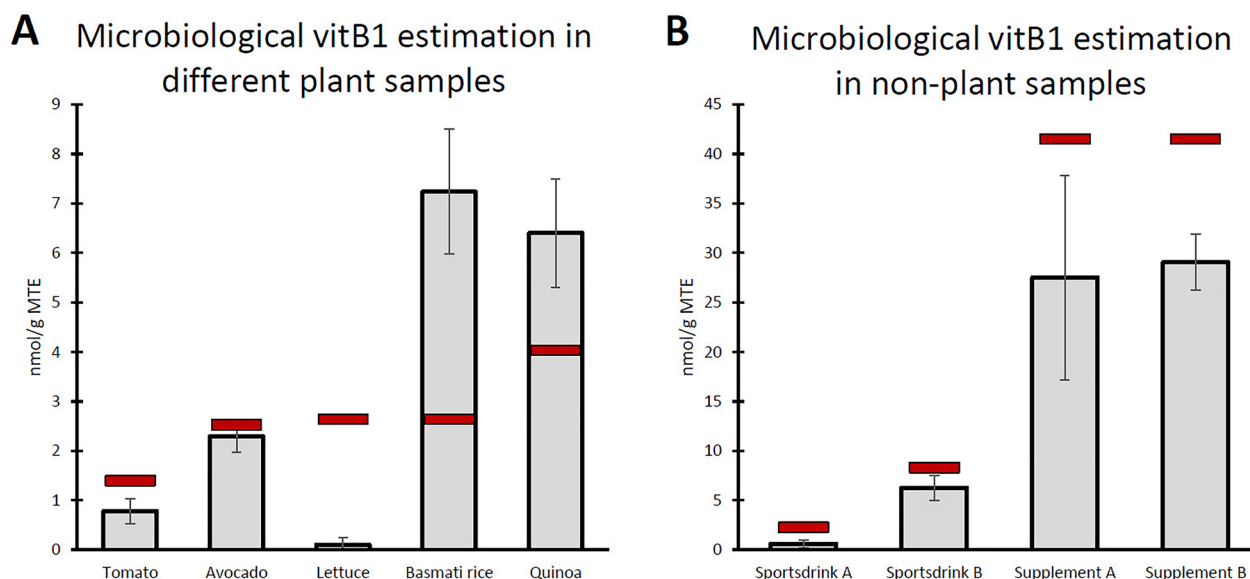 A
Microbiological vitB1 estimation in
different plant samples
9
8
7
6
5
4
3
2
1
0
nmol/g MTE
Tomato
Avocado
Lettuce
Basmati rice
Quinoa
B
Microbiological vitB1 estimation
in non-plant samples
45
40
35
30
25
20
15
10
5
0
nmol/g MTE
Sportsdrink A
Sportsdrink B
Supplement A
Supplement B